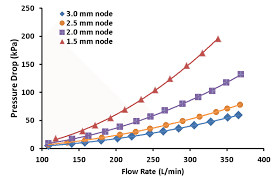 250
200
150
100
50
0
Pressure Drop (kPa)
3.0 mm node
2.5 mm node
2.0 mm node
1.5 mm node
100 150 200 250 300 350 400
Flow Rate (L/min)